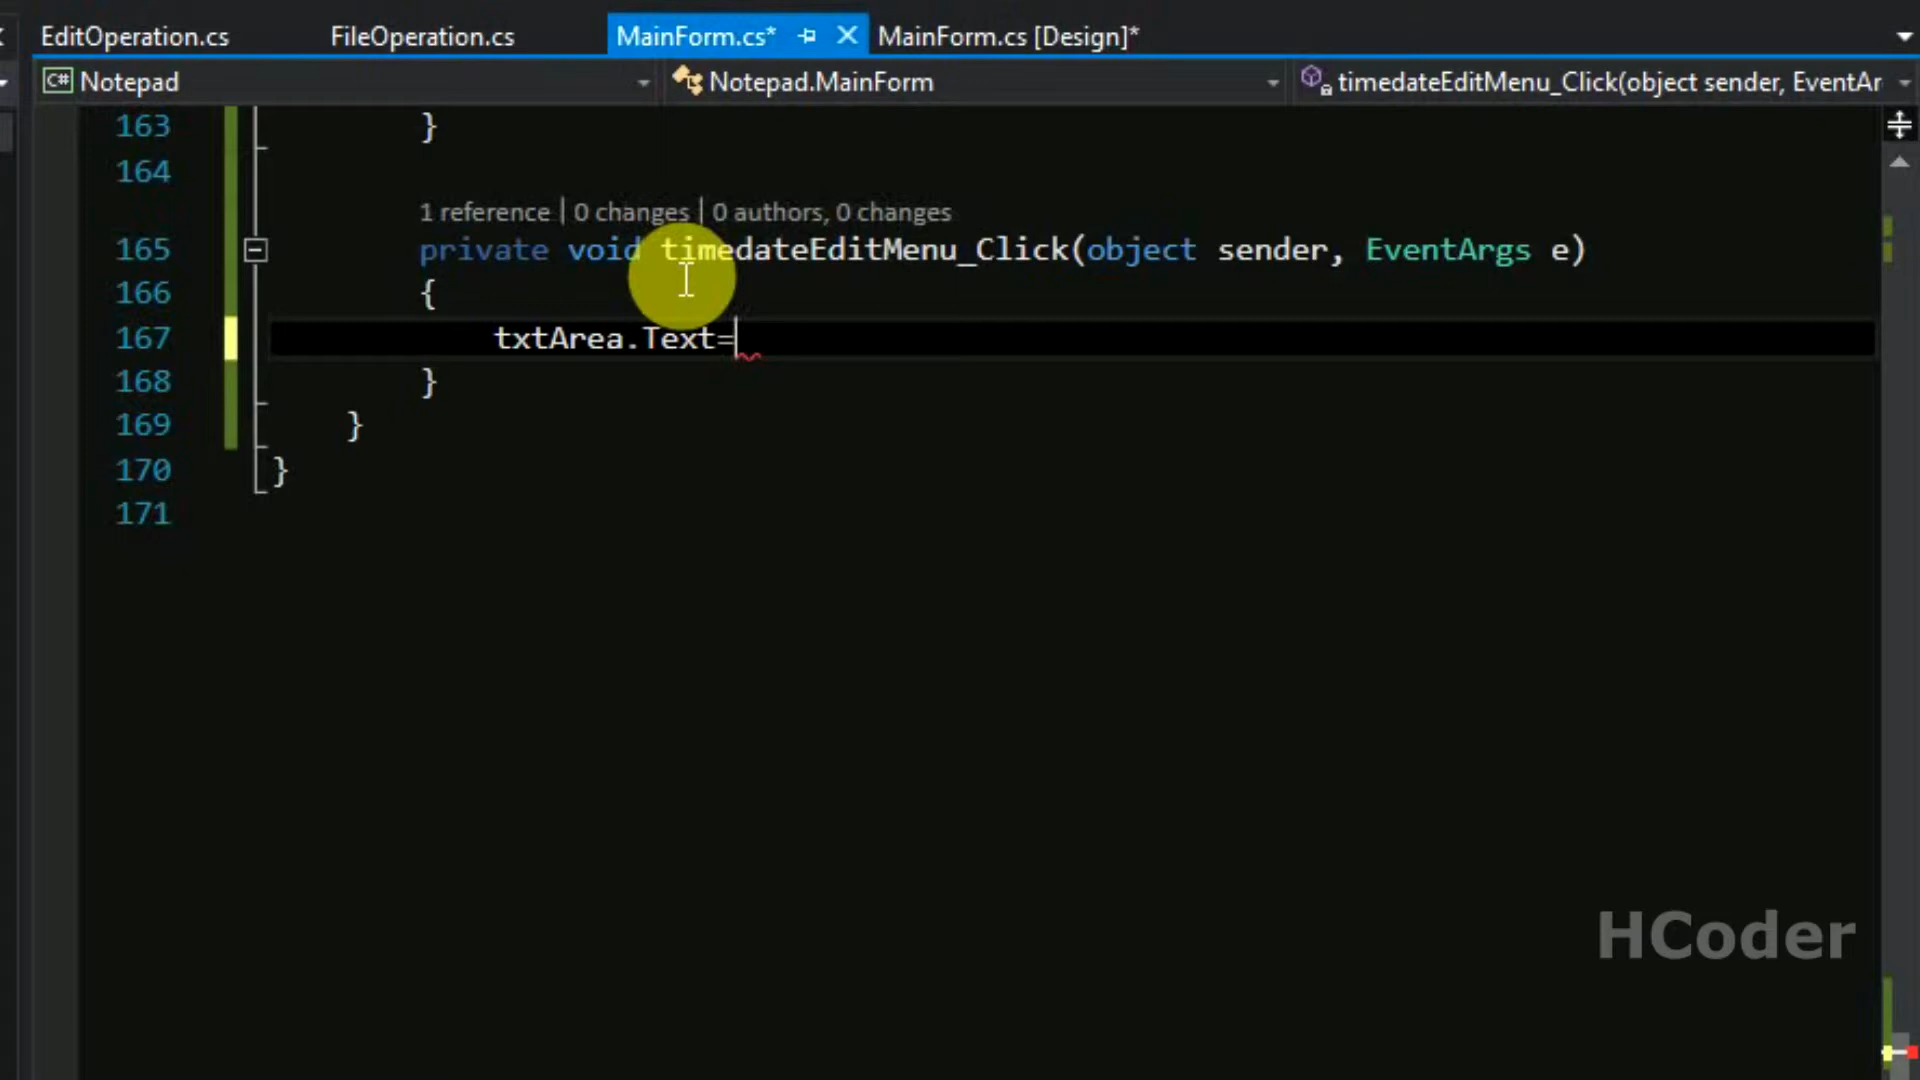 EditOperation.cs FileOperation.cs MainForm.cs* MainForm.cs [Design]*
C# Notepad Notepad.MainForm timedateEditMenu_Click(object sender, EventAr
163 }
164
1 reference | 0 changes | 0 authors, 0 changes
165 private void timedateEditMenu_Click(object sender, EventArgs e)
166 {
167 txtArea.Text=
168 }
169 }
170 }
171
HCoder